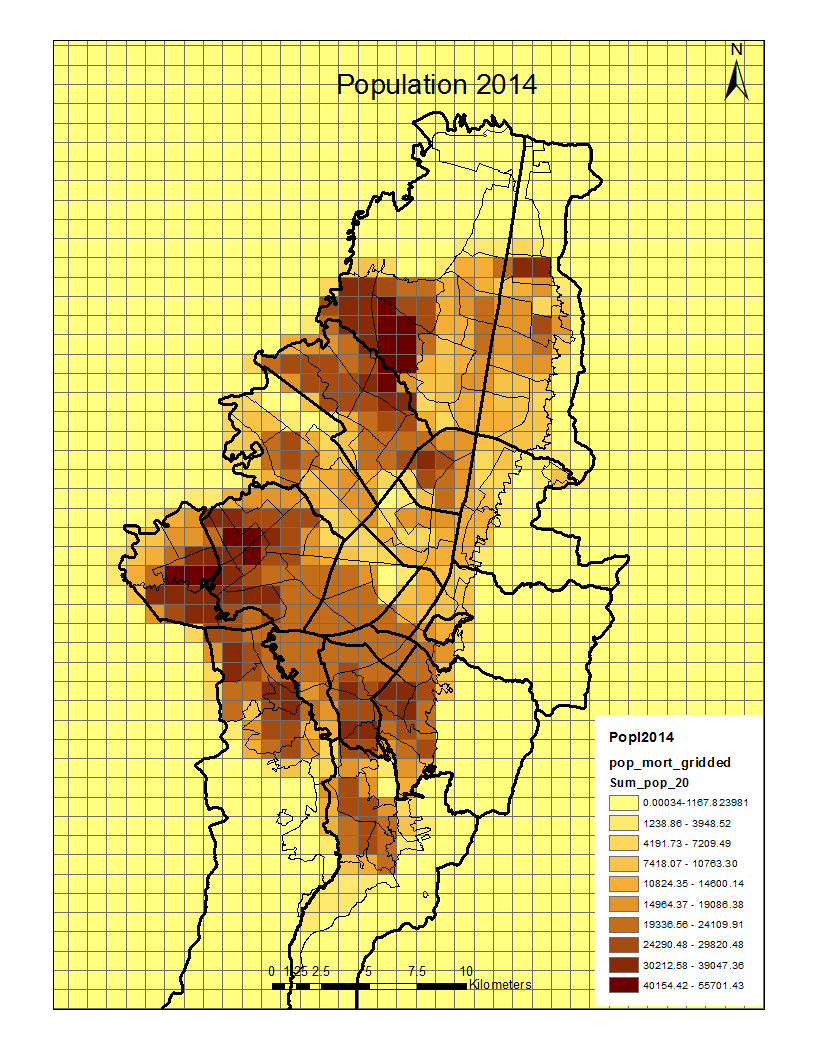 N
Population 2014
Popl2014
pop_mort_gridded
Sum_pop_20
0.00034-1167.823981
1238.86 - 3948.52
4191.73 - 7209.49
7418.07 - 10763.30
10824.35 - 14600.14
14964.37 - 19086.38
19336.56 - 24109.91
24290.48 - 29820.48
30212.58 - 39047.36
40154.42 - 55701.43
0 1.25 2.5 5 7.5 10
Kilometers